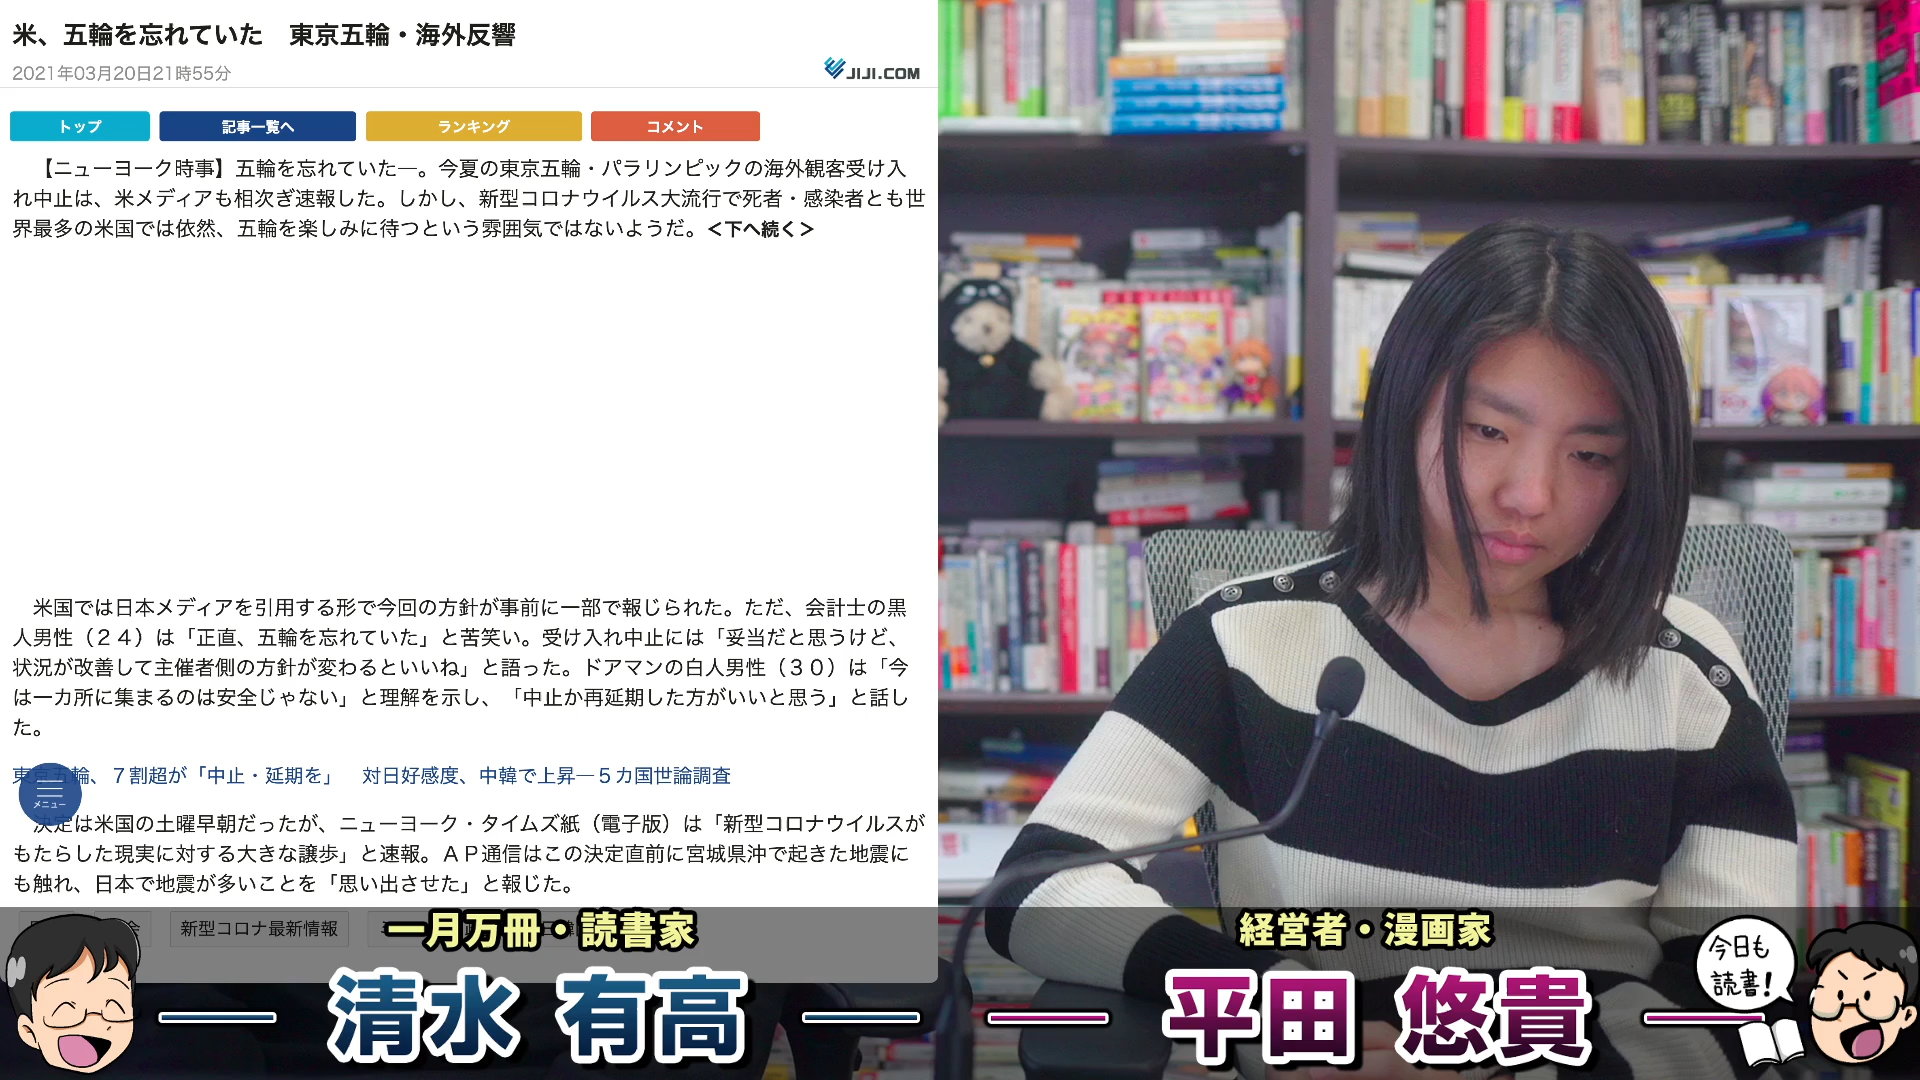 米、五輪を忘れていた　東京五輪・海外反響
2021年03月20日21時55分
JIJI.COM
トップ
記事一覧へ
ランキング
コメント
【ニューヨーク時事】五輪を忘れていた―。今夏の東京五輪・パラリンピックの海外観客受け入
れ中止は、米メディアも相次ぎ速報した。しかし、新型コロナウイルス大流行で死者・感染者とも世
界最多の米国では依然、五輪を楽しみに待つという雰囲気ではないようだ。＜下へ続く＞
米国では日本メディアを引用する形で今回の方針が事前に一部で報じられた。ただ、会計士の黒
人男性（２４）は「正直、五輪を忘れていた」と苦笑い。受け入れ中止には「妥当だと思うけど、
状況が改善して主催者側の方針が変わるといいね」と語った。ドアマンの白人男性（３０）は「今
は一カ所に集まるのは安全じゃない」と理解を示し、「中止か再延期した方がいいと思う」と話し
た。
東京五輪、７割超が「中止・延期を」　対日好感度、中韓で上昇―５カ国世論調査
メニュー
決定は米国の土曜早朝だったが、ニューヨーク・タイムズ紙（電子版）は「新型コロナウイルスが
もたらした現実に対する大きな譲歩」と速報。ＡＰ通信はこの決定直前に宮城県沖で起きた地震に
も触れ、日本で地震が多いことを「思い出させた」と報じた。
新型コロナ最新情報
一月万冊・読書家
清水 有高
経営者・漫画家
平田 悠貴
今日も
読書！